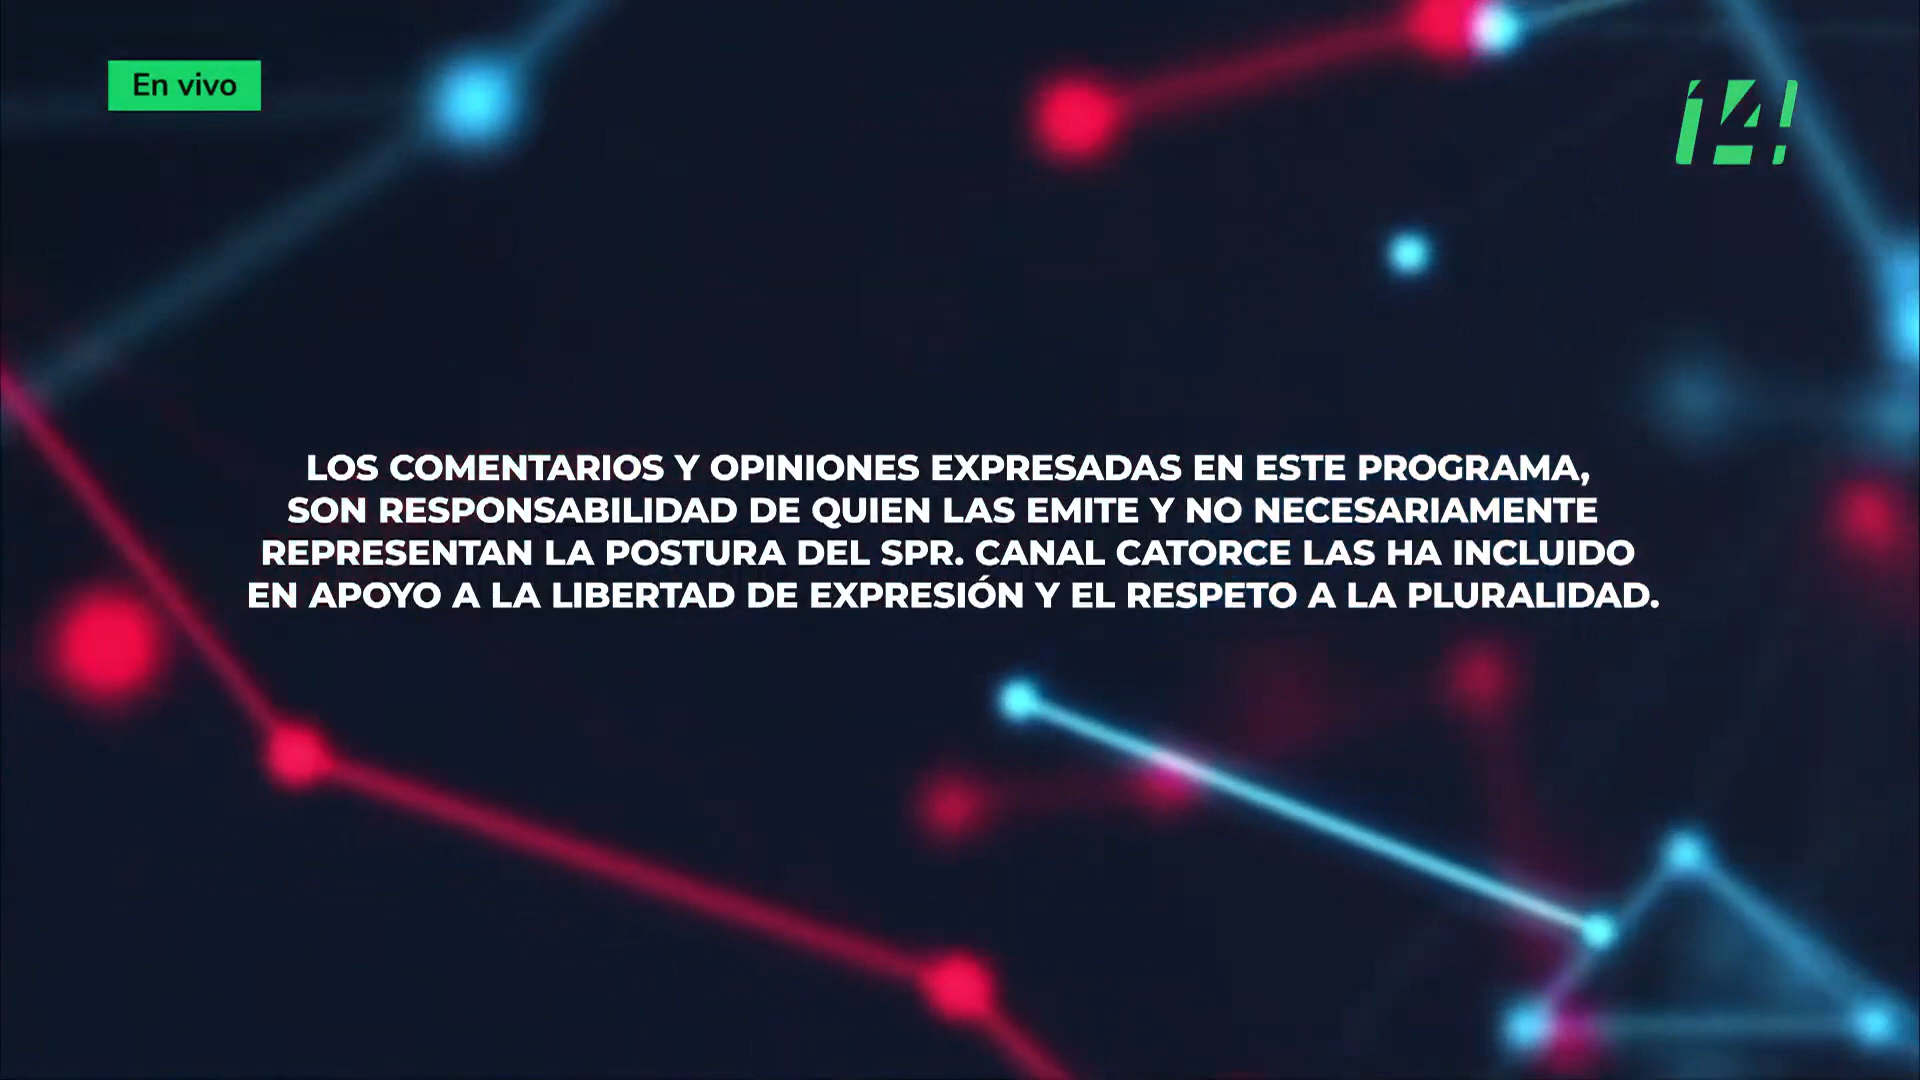 En vivo
¡14!
LOS COMENTARIOS Y OPINIONES EXPRESADAS EN ESTE PROGRAMA,
SON RESPONSABILIDAD DE QUIEN LAS EMITE Y NO NECESARIAMENTE
REPRESENTAN LA POSTURA DEL SPR. CANAL CATORCE LAS HA INCLUIDO
EN APOYO A LA LIBERTAD DE EXPRESIÓN Y EL RESPETO A LA PLURALIDAD.